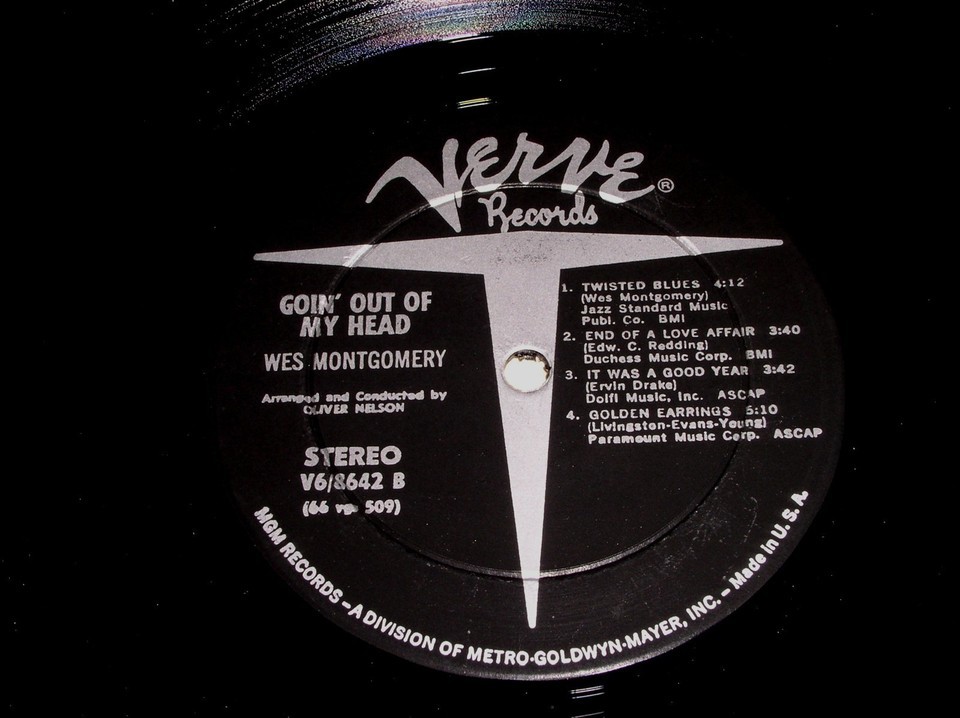 Verve ®
Records
GOIN' OUT OF
MY HEAD
WES MONTGOMERY
Arranged and Conducted by
OLIVER NELSON
STEREO
V6/8642 B
(66 vp 509)
1. TWISTED BLUES 4:12
(Wes Montgomery)
Jazz Standard Music
Publ. Co. BMI
2. END OF A LOVE AFFAIR 3:40
(Edw. C. Redding)
Duchess Music Corp. BMI
3. IT WAS A GOOD YEAR 3:42
(Ervin Drake)
Dolfi Music, Inc. ASCAP
4. GOLDEN EARRINGS 5:10
(Livingston-Evans-Young)
Paramount Music Corp. ASCAP
MGM RECORDS – A DIVISION OF METRO-GOLDWYN-MAYER, INC. – Made in U. S. A.